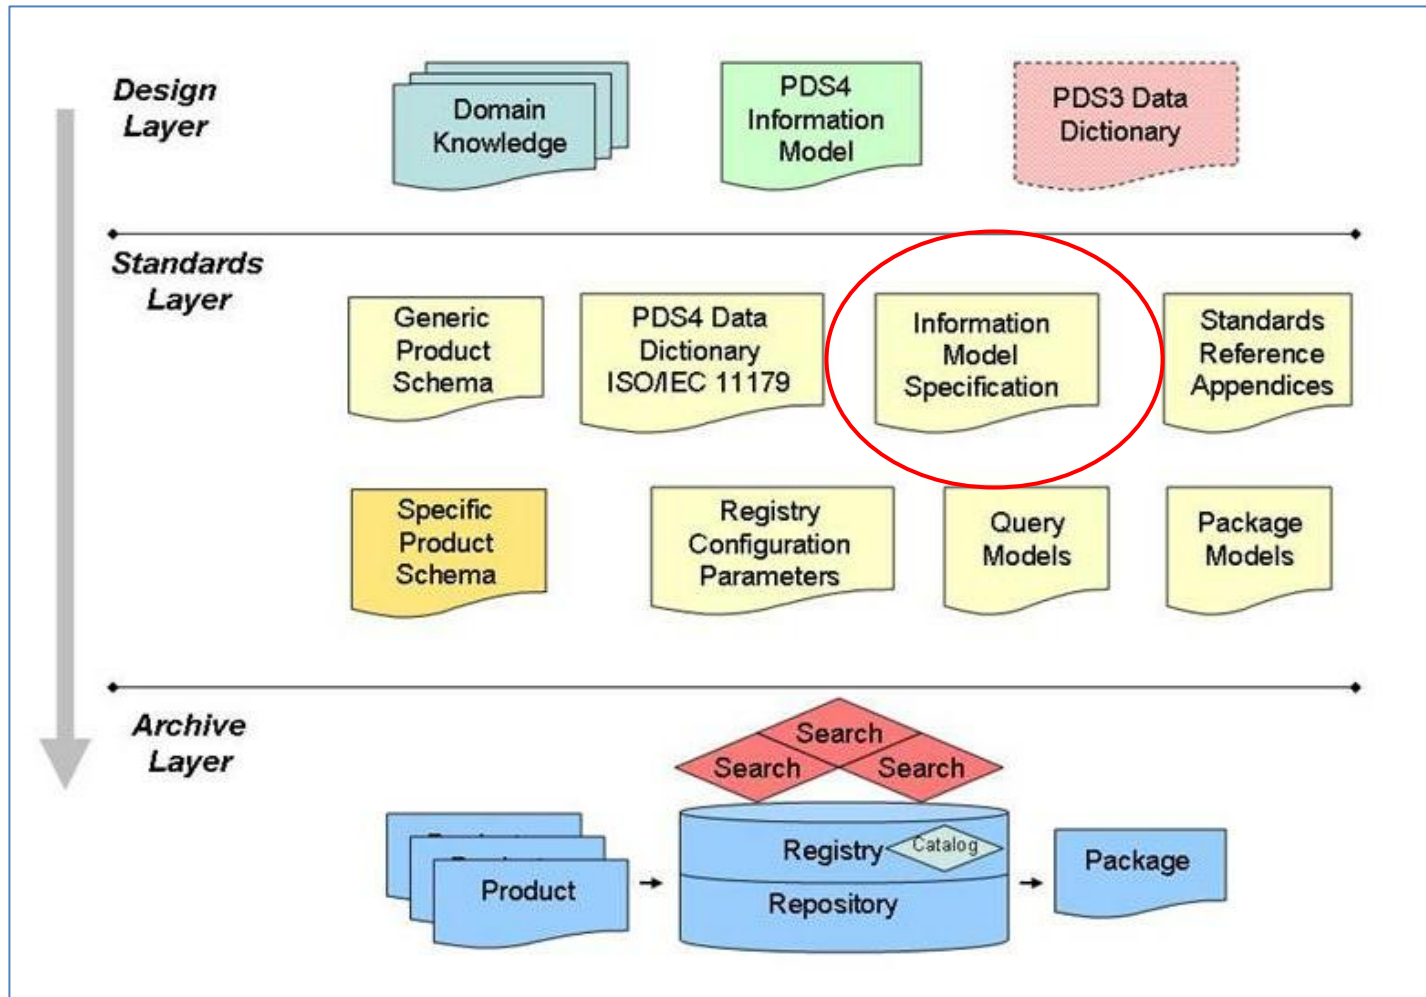 Design
Layer
Domain
Knowledge
PDS4
Information
Model
PDS3 Data
Dictionary
Standards
Layer
Generic
Product
Schema
PDS4 Data
Dictionary
ISO/IEC 11179
Information
Model
Specification
Standards
Reference
Appendices
Specific
Product
Schema
Registry
Configuration
Parameters
Query
Models
Package
Models
Archive
Layer
Search
Search
Search
Product
Registry
Catalog
Repository
Package